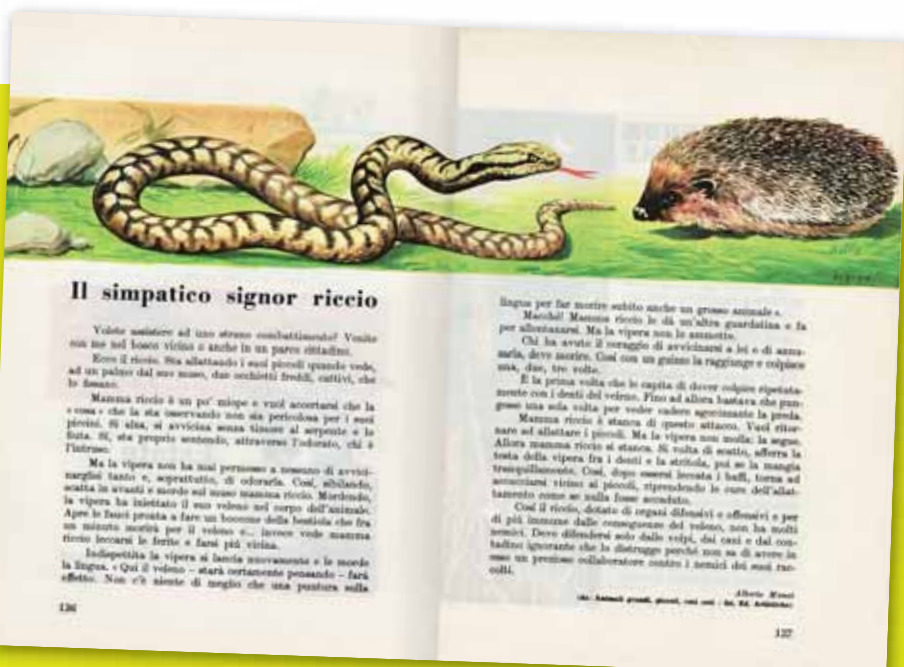 Il simpatico signor riccio
Volete assistere ad uno strano combattimento? Venite
con me nel bosco vicino o anche in un parco cittadino.
Ecco il riccio. Sta allattando i suoi piccoli quando vede,
ad un palmo dal suo muso, due occhietti freddi, cattivi, che
lo fissano.
Mamma riccio è un po' miope e vuol accertarsi che la
« cosa » che la sta osservando non sia pericolosa per i suoi
piccini. Si alza, si avvicina senza timore al serpente e lo
fiuta. Sì, sta proprio sentendo, attraverso l'odorato, chi è
l'intruso.
Ma la vipera non ha mai permesso a nessuno di avvici-
narglisi tanto e, soprattutto, di odorarla. Così, sibilando,
scatta in avanti e morde sul muso mamma riccio. Mordendo,
la vipera ha iniettato il suo veleno nel corpo dell'animale.
Apre le fauci pronta a fare un boccone della bestiola che fra
un minuto morirà per il veleno e... invece vede mamma
riccio leccarsi le ferite e farsi più vicina.
Indispettita la vipera si lancia nuovamente e le morde
la lingua. « Qui il veleno – starà certamente pensando – farà
effetto. Non c'è niente di meglio che una puntura sulla
136
lingua per far morire subito anche un grosso animale ».
Macché! Mamma riccio le dà un'altra guardatina e fa
per allontanarsi. Ma la vipera non lo ammette.
Chi ha avuto il coraggio di avvicinarsi a lei e di annu-
sarla, deve morire. Così con un guizzo la raggiunge e colpisce
una, due, tre volte.
È la prima volta che le capita di dover colpire ripetuta-
mente con i denti del veleno. Fino ad allora bastava che pun-
gesse una sola volta per veder cadere agonizzante la preda.
Mamma riccio è stanca di questo attacco. Vuol ritor-
nare ad allattare i piccoli. Ma la vipera non molla: la segue.
Allora mamma riccio si stanca. Si volta di scatto, afferra la
testa della vipera fra i denti e la stritola, poi se la mangia
tranquillamente. Così, dopo essersi leccata i baffi, torna ad
accucciarsi vicino ai piccoli, riprendendo le cure dell'allat-
tamento come se nulla fosse accaduto.
Così il riccio, dotato di organi difensivi e offensivi e per
di più immune dalle conseguenze del veleno, non ha molti
nemici. Deve difendersi solo dalle volpi, dai cani e dal con-
tadino ignorante che lo distrugge perché non sa di avere in
esso un prezioso collaboratore contro i nemici dei suoi rac-
colti.
Alberto Manzi
(da: Animali grandi, piccoli, così così - Ist. Ed. Artistiche)
137